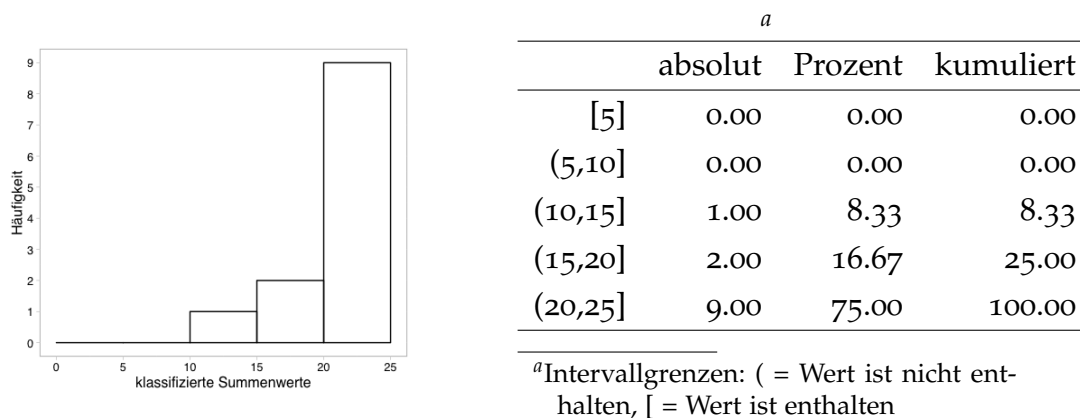 9
8
7
6
5
4
3
2
1
0
Häufigkeit
0 5 10 15 20 25
klassifizierte Summenwerte
a
absolut Prozent kumuliert
[5] 0.00 0.00 0.00
(5,10] 0.00 0.00 0.00
(10,15] 1.00 8.33 8.33
(15,20] 2.00 16.67 25.00
(20,25] 9.00 75.00 100.00
aIntervallgrenzen: ( = Wert ist nicht ent-
halten, [ = Wert ist enthalten